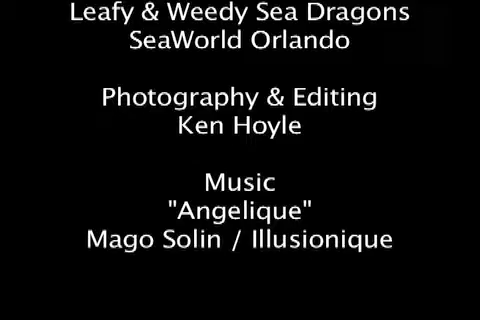 Leafy & Weedy Sea Dragons
SeaWorld Orlando
Photography & Editing
Ken Hoyle
Music
"Angelique"
Mago Solin / Illusionique